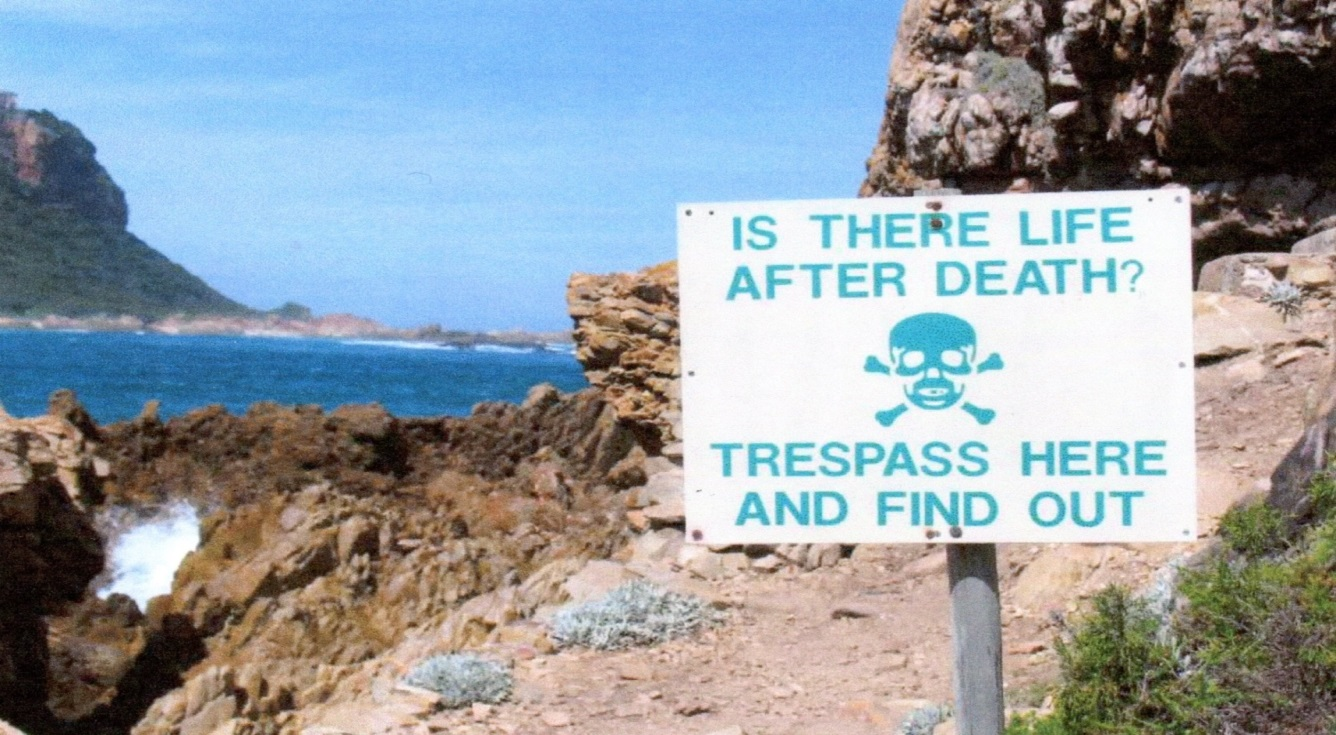 IS THERE LIFE
AFTER DEATH?
TRESPASS HERE
AND FIND OUT